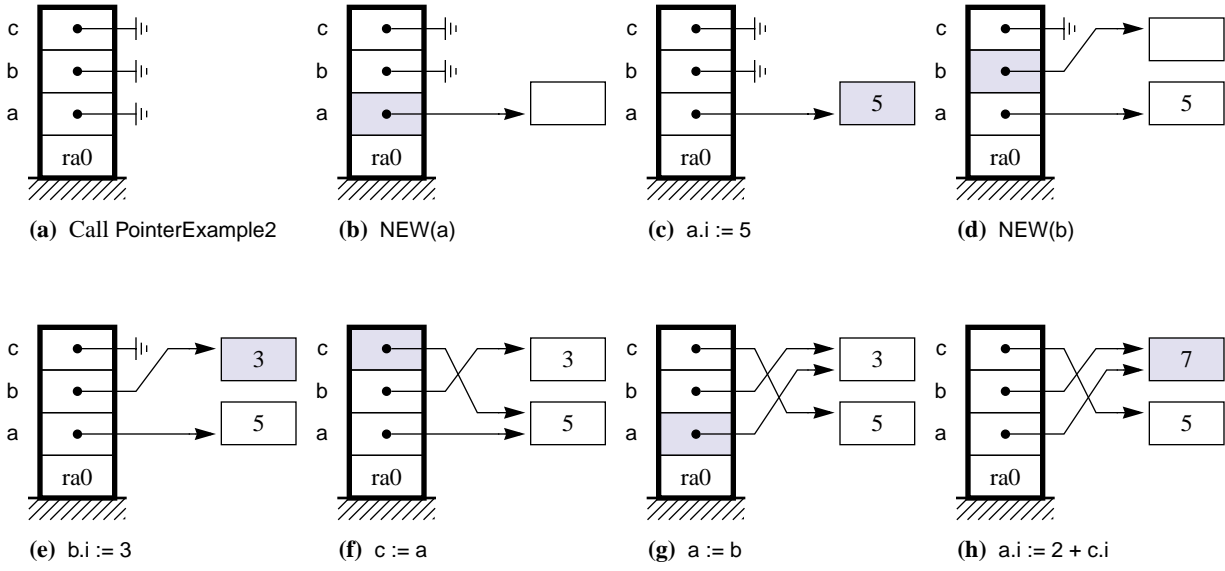 c
b
a
ra0
(a) Call PointerExample2
c
b
a
ra0
(b) NEW(a)
c
b
a
ra0
5
(c) a.i := 5
c
b
a
ra0
5
(d) NEW(b)
c
b
a
ra0
3
5
(e) b.i := 3
c
b
a
ra0
3
5
(f) c := a
c
b
a
ra0
3
5
(g) a := b
c
b
a
ra0
7
5
(h) a.i := 2 + c.i